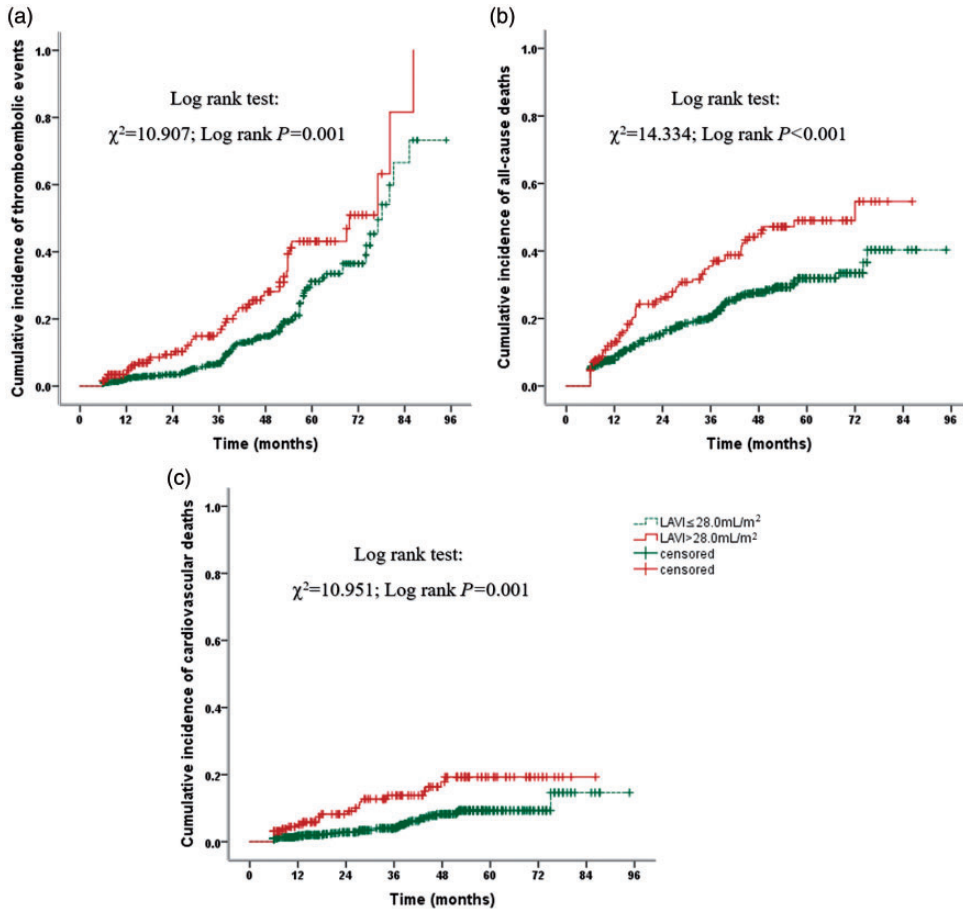 (a)
Cumulative incidence of thromboembolic events
1.0
0.8
0.6
0.4
0.2
0.0
Log rank test:
χ²=10.907; Log rank P=0.001
0 12 24 36 48 60 72 84 96
Time (months)
(b)
Cumulative incidence of all-cause deaths
1.0
0.8
0.6
0.4
0.2
0.0
Log rank test:
χ²=14.334; Log rank P<0.001
0 12 24 36 48 60 72 84 96
Time (months)
(c)
Cumulative incidence of cardiovascular deaths
1.0
0.8
0.6
0.4
0.2
0.0
Log rank test:
χ²=10.951; Log rank P=0.001
LAVI≤28.0mL/m²
LAVI>28.0mL/m²
censored
censored
0 12 24 36 48 60 72 84 96
Time (months)